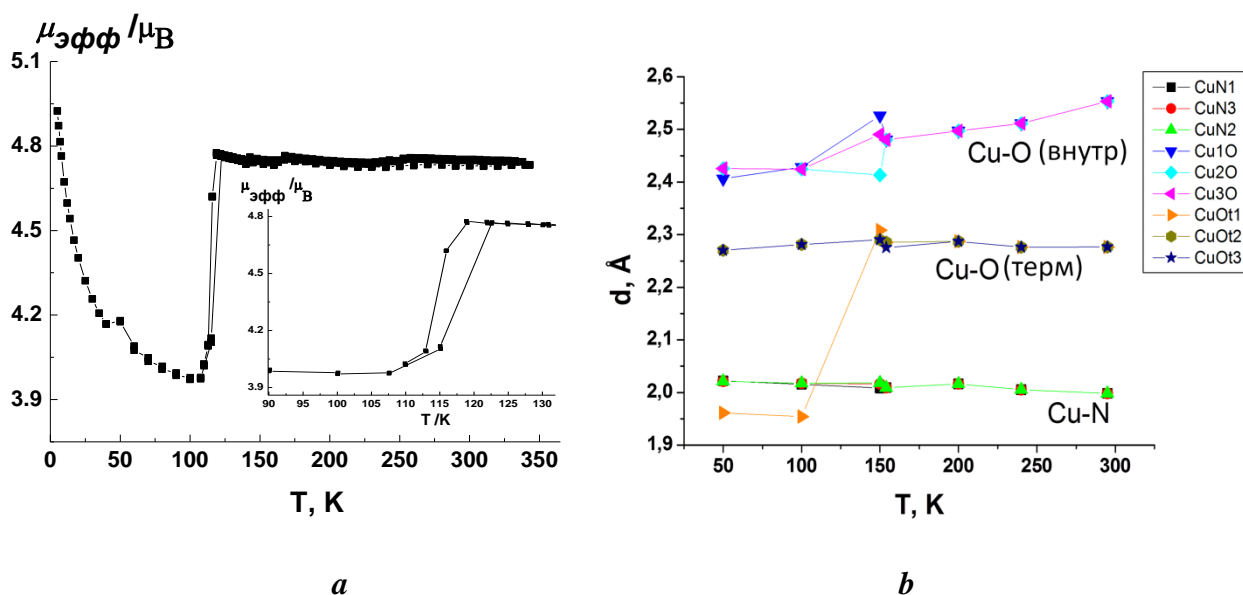 μэфф /μB
5.1
4.8
4.5
4.2
3.9
0 50 100 150 200 250 300 350
T, K
μэфф /μB
4.8
4.4
4.0
3.6
90 95 100 105 110 115 120 125 130
T /K
a
2,6
2,5
2,4
2,3
2,2
2,1
2,0
1,9
d, Å
50 100 150 200 250 300
T, K
Cu-O (внутр)
Cu-O (терм)
Cu-N
CuN1
CuN3
CuN2
Cu1O
Cu2O
Cu3O
CuOt1
CuOt2
CuOt3
b